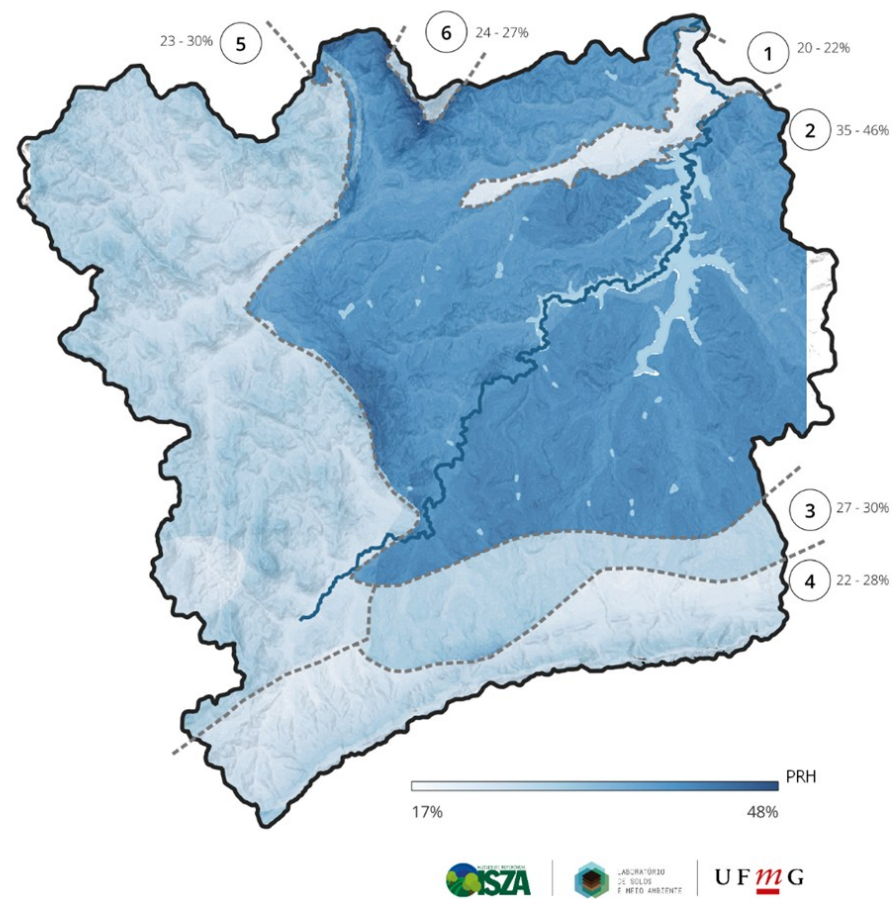 23 - 30%
5
6
24 - 27%
1
20 - 22%
2
35 - 46%
3
27 - 30%
4
22 - 28%
PRH
17%
48%
ISZA
LABORATÓRIO
DE SOLOS
E MEIO AMBIENTE
UFmG